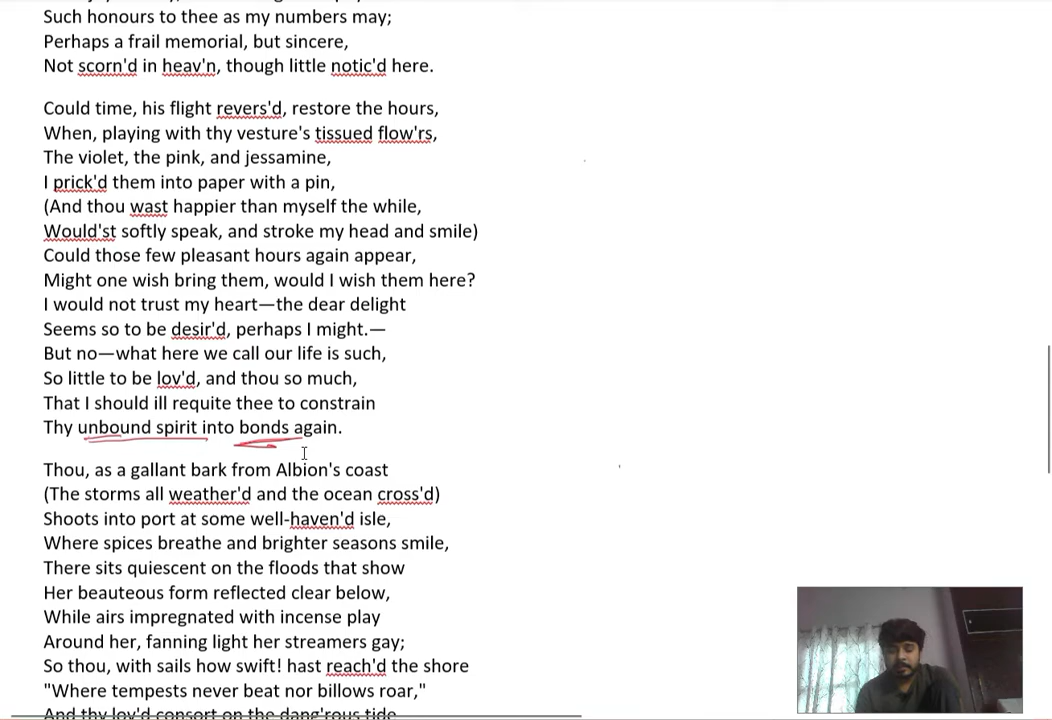 Such honours to thee as my numbers may;
Perhaps a frail memorial, but sincere,
Not scorn'd in heav'n, though little notic'd here.
Could time, his flight revers'd, restore the hours,
When, playing with thy vesture's tissued flow'rs,
The violet, the pink, and jessamine,
I prick'd them into paper with a pin,
(And thou wast happier than myself the while,
Would'st softly speak, and stroke my head and smile)
Could those few pleasant hours again appear,
Might one wish bring them, would I wish them here?
I would not trust my heart—the dear delight
Seems so to be desir'd, perhaps I might.—
But no—what here we call our life is such,
So little to be lov'd, and thou so much,
That I should ill requite thee to constrain
Thy unbound spirit into bonds again.
Thou, as a gallant bark from Albion's coast
(The storms all weather'd and the ocean cross'd)
Shoots into port at some well-haven'd isle,
Where spices breathe and brighter seasons smile,
There sits quiescent on the floods that show
Her beauteous form reflected clear below,
While airs impregnated with incense play
Around her, fanning light her streamers gay;
So thou, with sails how swift! hast reach'd the shore
"Where tempests never beat nor billows roar,"
And thy lov'd consort on the dang'rous tide